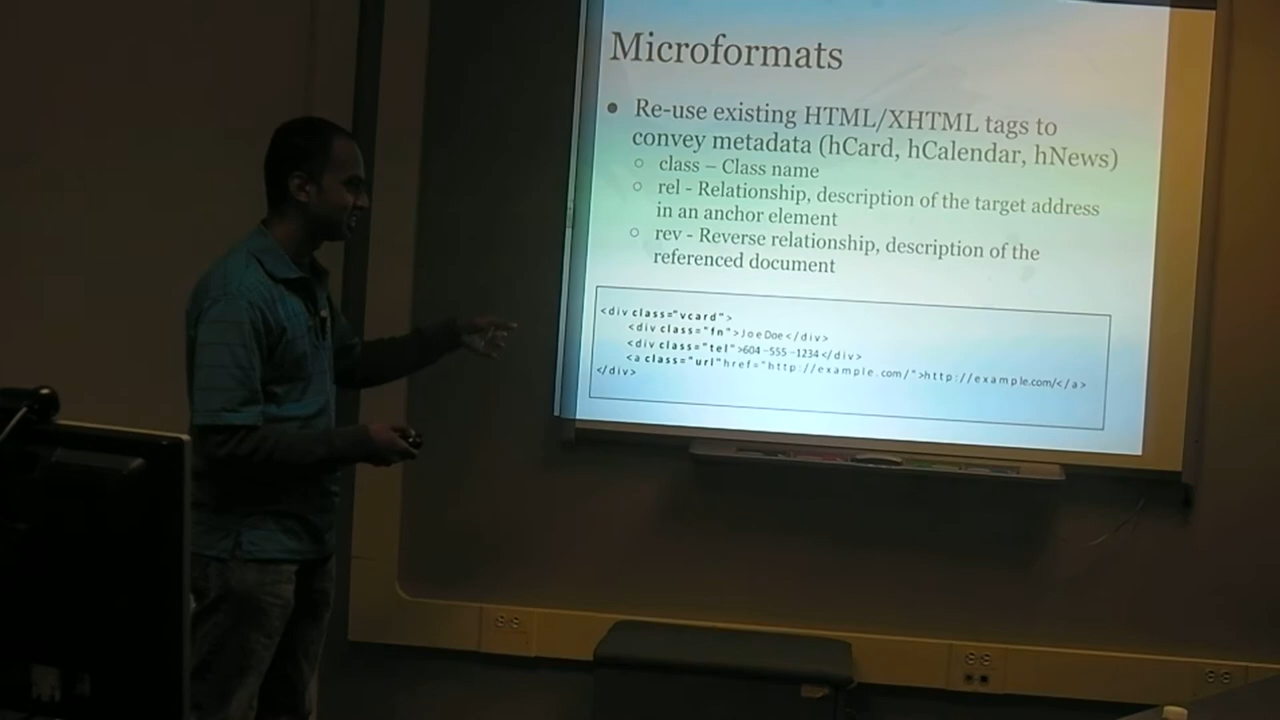 Microformats
● Re-use existing HTML/XHTML tags to
convey metadata (hCard, hCalendar, hNews)
○ class – Class name
○ rel - Relationship, description of the target address
in an anchor element
○ rev - Reverse relationship, description of the
referenced document
<div class="vcard">
<div class="fn">Joe Doe</div>
<div class="tel">604-555-1234</div>
<a class="url"href="http://example.com/">http://example.com/</a>
</div>